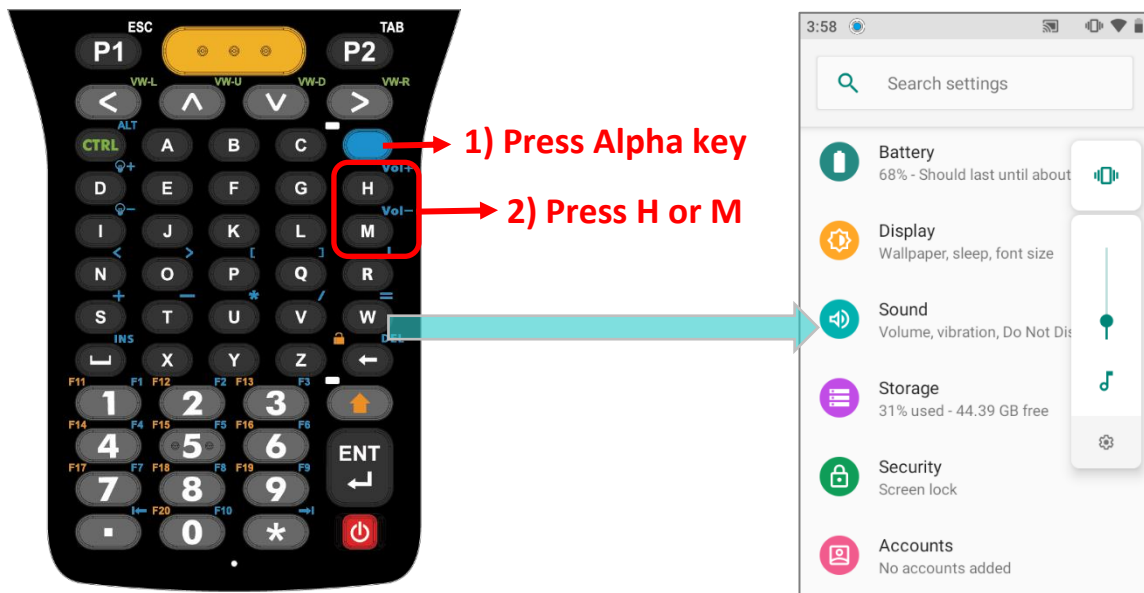 ESC TAB
P1 P2
VW-L VW-U VW-D VW-R
< ∧ ∨ >
ALT
CTRL A B C
Vol+
D E F G H
Vol-
I J K L M
< > [ ]
N O P Q R
+ - * / =
S T U V W
INS DEL
X Y Z ←
F11 F1 F12 F2 F13 F3
1 2 3
F14 F4 F15 F5 F16 F6
4 5 6 ENT
F17 F7 F18 F8 F19 F9
7 8 9
F20 F10
. 0 *
1) Press Alpha key
2) Press H or M
3:58
Search settings
Battery
68% - Should last until about
Display
Wallpaper, sleep, font size
Sound
Volume, vibration, Do Not Dis
Storage
31% used - 44.39 GB free
Security
Screen lock
Accounts
No accounts added